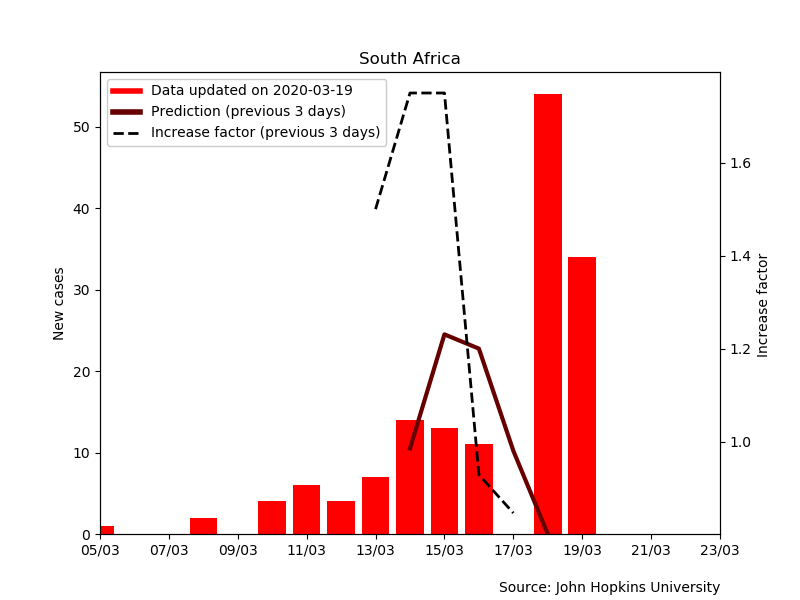 South Africa
Data updated on 2020-03-19
Prediction (previous 3 days)
Increase factor (previous 3 days)
New cases
50
40
30
20
10
0
1.6
1.4
1.2
1.0
Increase factor
05/03 07/03 09/03 11/03 13/03 15/03 17/03 19/03 21/03 23/03
Source: John Hopkins University